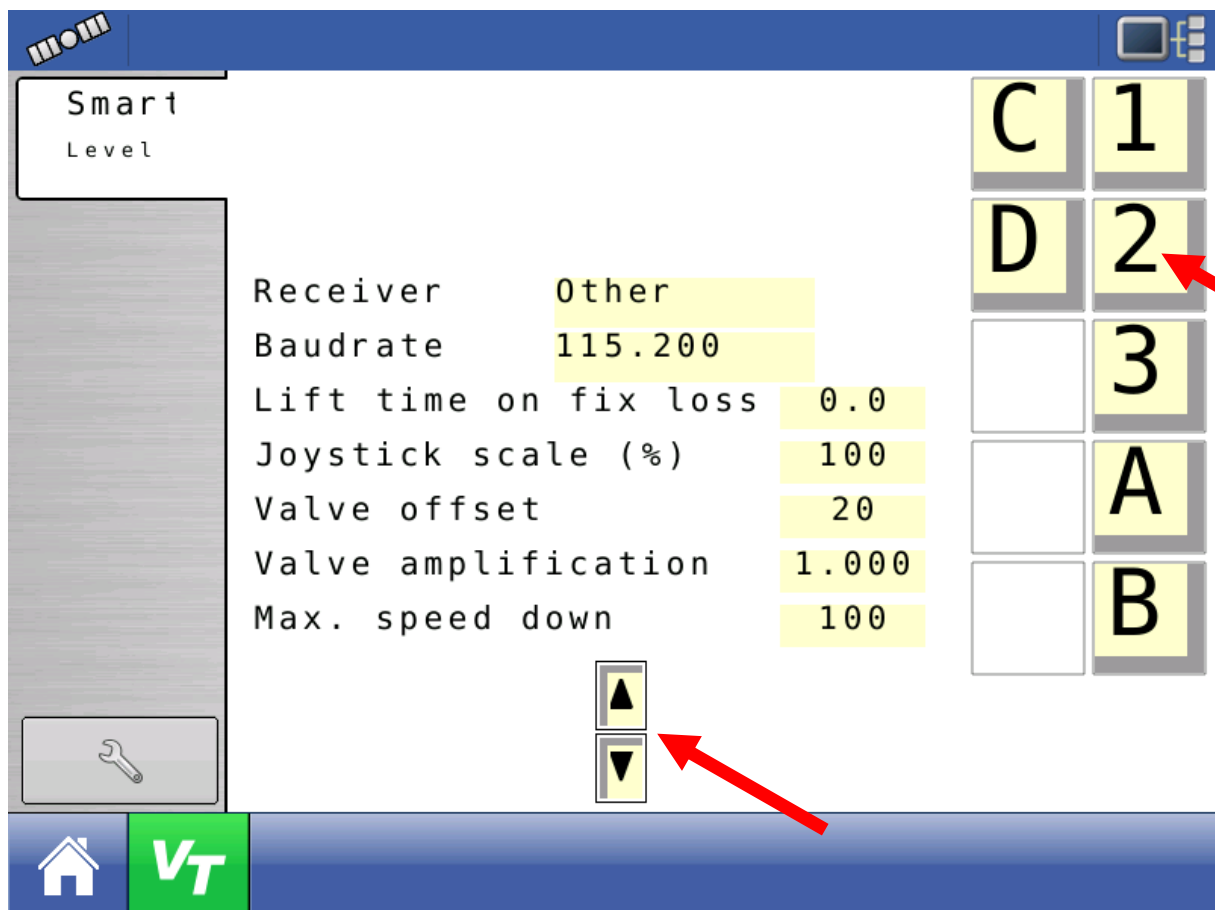 Smart
Level
C 1
D 2
Receiver Other
Baudrate 115.200
3
Lift time on fix loss 0.0
Joystick scale (%) 100
A
Valve offset 20
Valve amplification 1.000
B
Max. speed down 100
VT